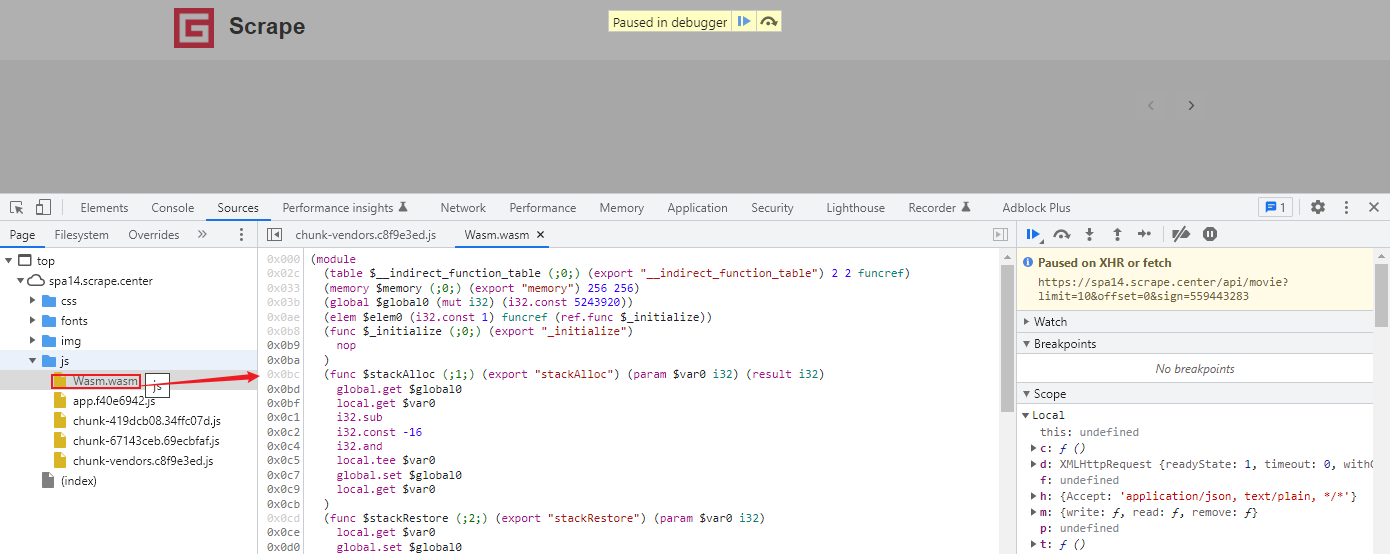 Scrape
Paused in debugger
Elements Console Sources Performance insights Network Performance Memory Application Security Lighthouse Recorder Adblock Plus 1
Page Filesystem Overrides » chunk-vendors.c8f9e3ed.js Wasm.wasm ×
top
spa14.scrape.center
css
fonts
img
js
Wasm.wasm
js
app.f40e6942.js
chunk-419dcb08.34ffc07d.js
chunk-67143ceb.69ecbfaf.js
chunk-vendors.c8f9e3ed.js
(index)
0x000 (module
0x02c (table $__indirect_function_table (;0;) (export "__indirect_function_table") 2 2 funcref)
0x033 (memory $memory (;0;) (export "memory") 256 256)
0x03b (global $global0 (mut i32) (i32.const 5243920))
0x0ae (elem $elem0 (i32.const 1) funcref (ref.func $_initialize))
0x0b8 (func $_initialize (;0;) (export "_initialize")
0x0b9 nop
0x0ba )
0x0bc (func $stackAlloc (;1;) (export "stackAlloc") (param $var0 i32) (result i32)
0x0bd global.get $global0
0x0bf local.get $var0
0x0c1 i32.sub
0x0c2 i32.const -16
0x0c4 i32.and
0x0c5 local.tee $var0
0x0c7 global.set $global0
0x0c9 local.get $var0
0x0cb )
0x0cd (func $stackRestore (;2;) (export "stackRestore") (param $var0 i32)
0x0ce local.get $var0
0x0d0 global.set $global0
Paused on XHR or fetch
https://spa14.scrape.center/api/movie?
limit=10&offset=0&sign=559443283
Watch
Breakpoints
No breakpoints
Scope
Local
this: undefined
c: ƒ ()
d: XMLHttpRequest {readyState: 1, timeout: 0, with
f: undefined
h: {Accept: 'application/json, text/plain, */*'}
m: {write: ƒ, read: ƒ, remove: ƒ}
p: undefined
t: ƒ ()